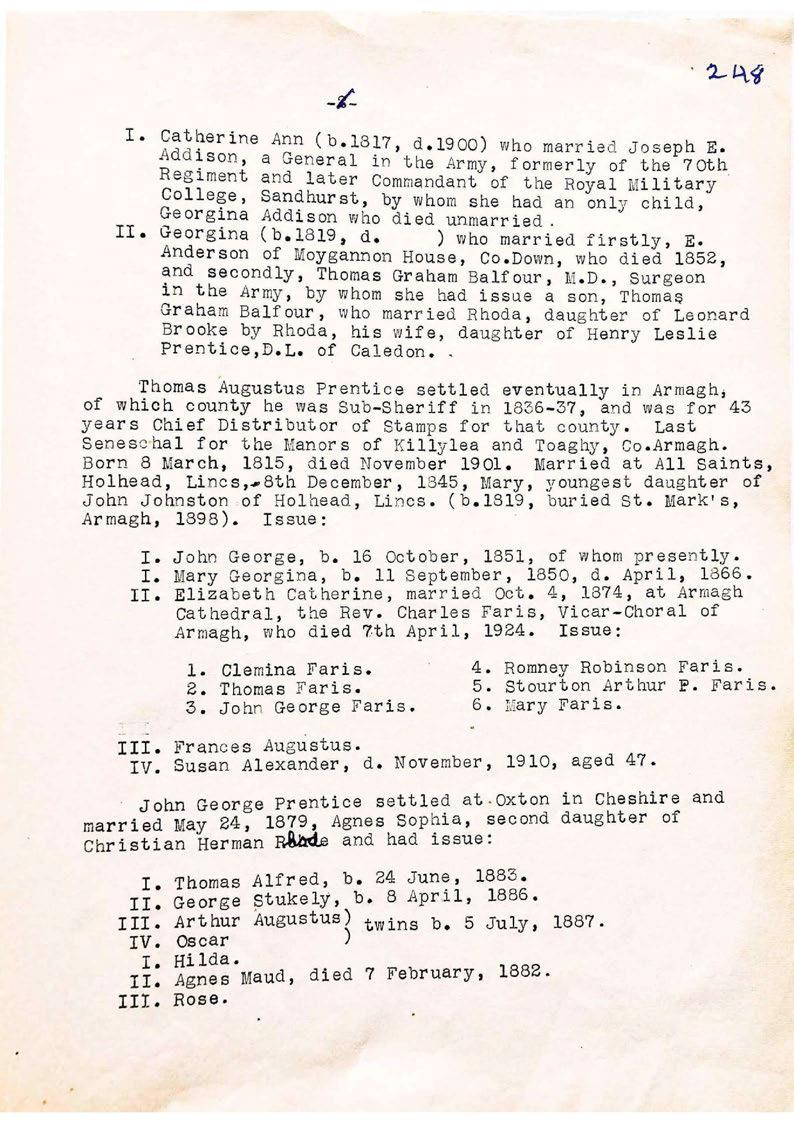 248
I. Catherine Ann (b.1817, d.1900) who married Joseph E.
Addison, a General in the Army, formerly of the 70th
Regiment and later Commandant of the Royal Military
College, Sandhurst, by whom she had an only child,
Georgina Addison who died unmarried.
II. Georgina (b.1819, d.      ) who married firstly, E.
Anderson of Moygannon House, Co.Down, who died 1852,
and secondly, Thomas Graham Balfour, M.D., Surgeon
in the Army, by whom she had issue a son, Thomas
Graham Balfour, who married Rhoda, daughter of Leonard
Brooke by Rhoda, his wife, daughter of Henry Leslie
Prentice,D.L. of Caledon.
Thomas Augustus Prentice settled eventually in Armagh,
of which county he was Sub-Sheriff in 1836-37, and was for 43
years Chief Distributor of Stamps for that county. Last
Seneschal for the Manors of Killylea and Toaghy, Co.Armagh.
Born 8 March, 1815, died November 1901. Married at All Saints,
Holhead, Lincs,-8th December, 1845, Mary, youngest daughter of
John Johnston of Holhead, Lincs. (b.1819, buried St. Mark's,
Armagh, 1898). Issue:
I. John George, b. 16 October, 1851, of whom presently.
I. Mary Georgina, b. 11 September, 1850, d. April, 1866.
II. Elizabeth Catherine, married Oct. 4, 1874, at Armagh
Cathedral, the Rev. Charles Faris, Vicar-Choral of
Armagh, who died 7th April, 1924. Issue:
1. Clemina Faris. 4. Romney Robinson Faris.
2. Thomas Faris. 5. Stourton Arthur P. Faris.
3. John George Faris. 6. Mary Faris.
III. Frances Augustus.
IV. Susan Alexander, d. November, 1910, aged 47.
John George Prentice settled at Oxton in Cheshire and
married May 24, 1879, Agnes Sophia, second daughter of
Christian Herman and had issue:
I. Thomas Alfred, b. 24 June, 1883.
II. George Stukely, b. 8 April, 1886.
III. Arthur Augustus) twins b. 5 July, 1887.
IV. Oscar )
I. Hilda.
II. Agnes Maud, died 7 February, 1882.
III. Rose.